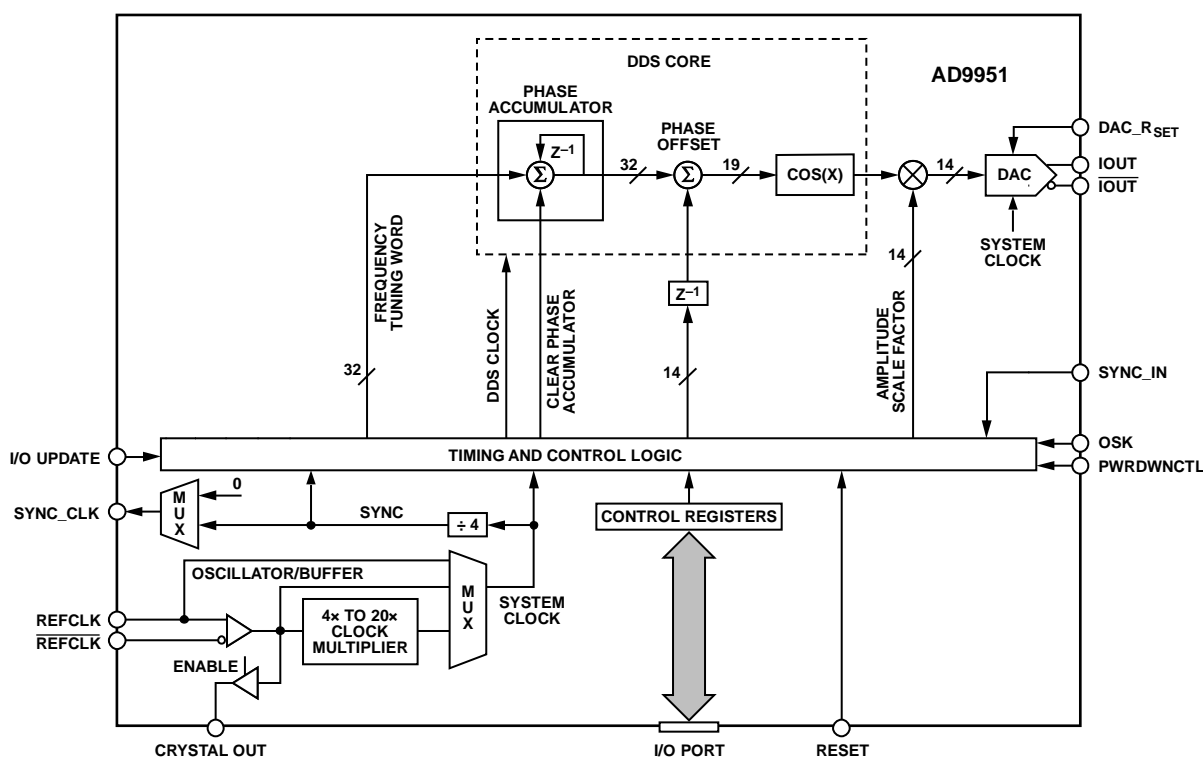 DDS CORE
AD9951
PHASE
ACCUMULATOR
Z–1
Σ
32
PHASE
OFFSET
Σ
19
COS(X)
14
DAC
DAC_RSET
IOUT
IOUT
SYSTEM
CLOCK
FREQUENCY
TUNING WORD
32
DDS CLOCK
CLEAR PHASE
ACCUMULATOR
Z–1
14
14
AMPLITUDE
SCALE FACTOR
SYNC_IN
I/O UPDATE
TIMING AND CONTROL LOGIC
OSK
PWRDWNCTL
SYNC_CLK
MUX
0
SYNC
÷ 4
CONTROL REGISTERS
OSCILLATOR/BUFFER
MUX
SYSTEM
CLOCK
REFCLK
REFCLK
4× TO 20×
CLOCK
MULTIPLIER
ENABLE
CRYSTAL OUT
I/O PORT
RESET